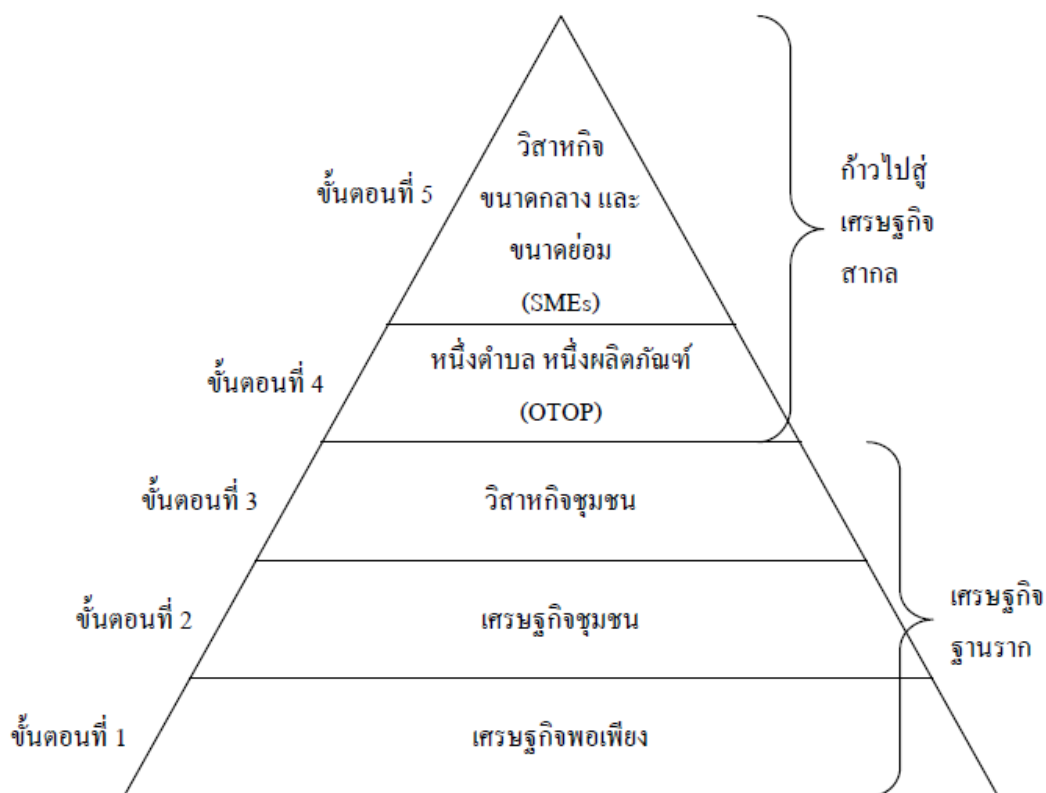 วิสาหกิจ
ขั้นตอนที่ 5
ขนาดกลาง และ
ขนาดย่อม
(SMEs)
ก้าวไปสู่
เศรษฐกิจ
สากล
ขั้นตอนที่ 4
หนึ่งตำบล หนึ่งผลิตภัณฑ์
(OTOP)
ขั้นตอนที่ 3
วิสาหกิจชุมชน
ขั้นตอนที่ 2
เศรษฐกิจชุมชน
เศรษฐกิจ
ฐานราก
ขั้นตอนที่ 1
เศรษฐกิจพอเพียง